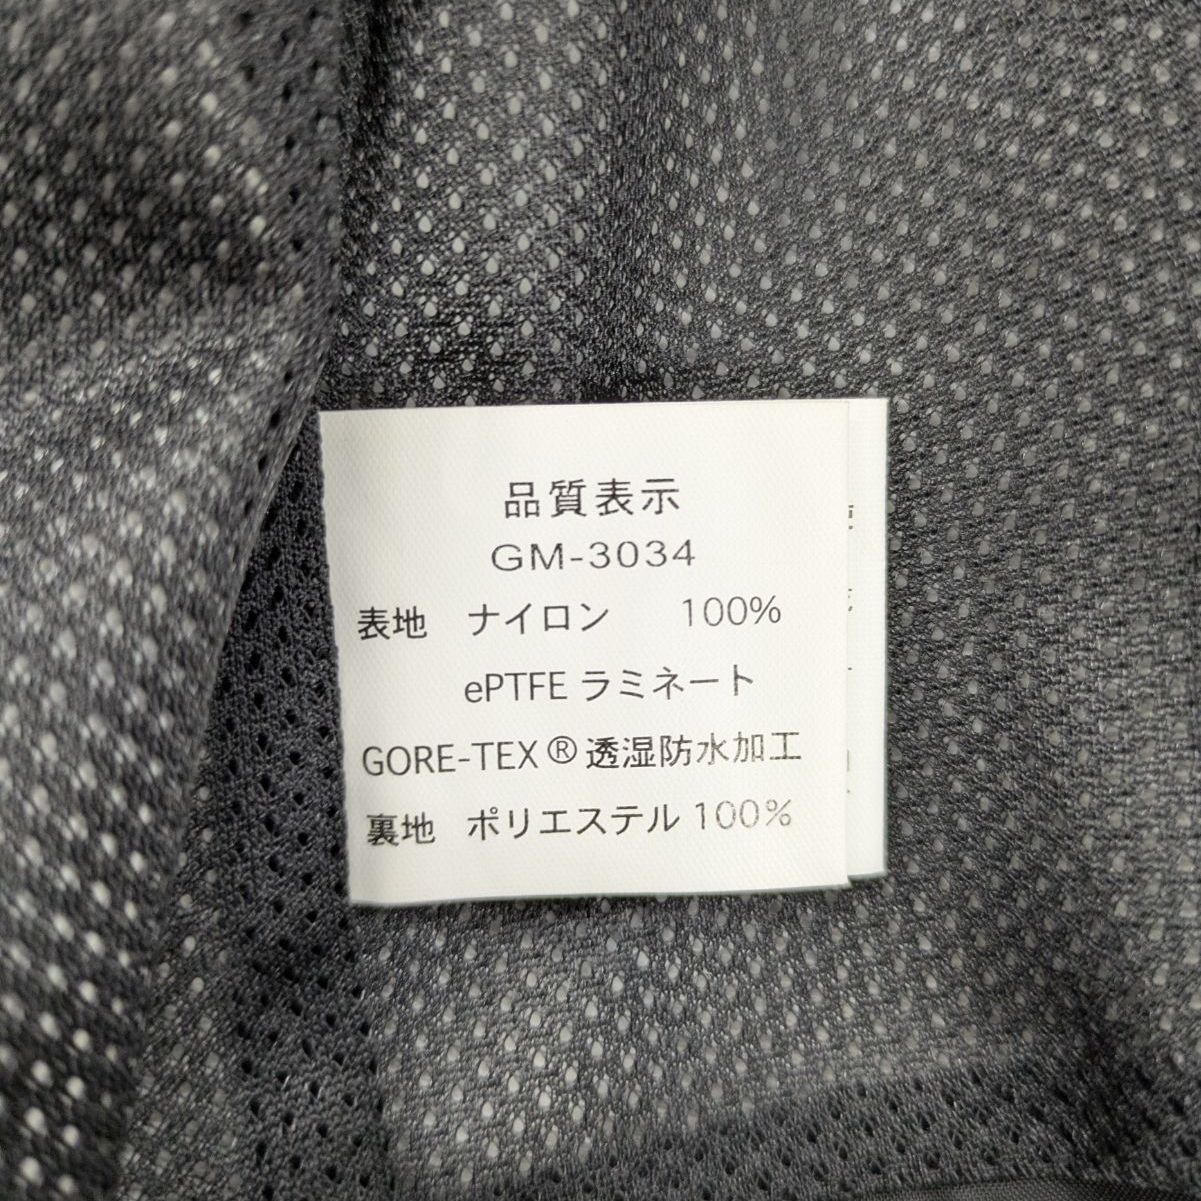 品質表示
GM-3034
表地 ナイロン 100%
ePTFE ラミネート
GORE-TEX® 透湿防水加工
裏地 ポリエステル 100%